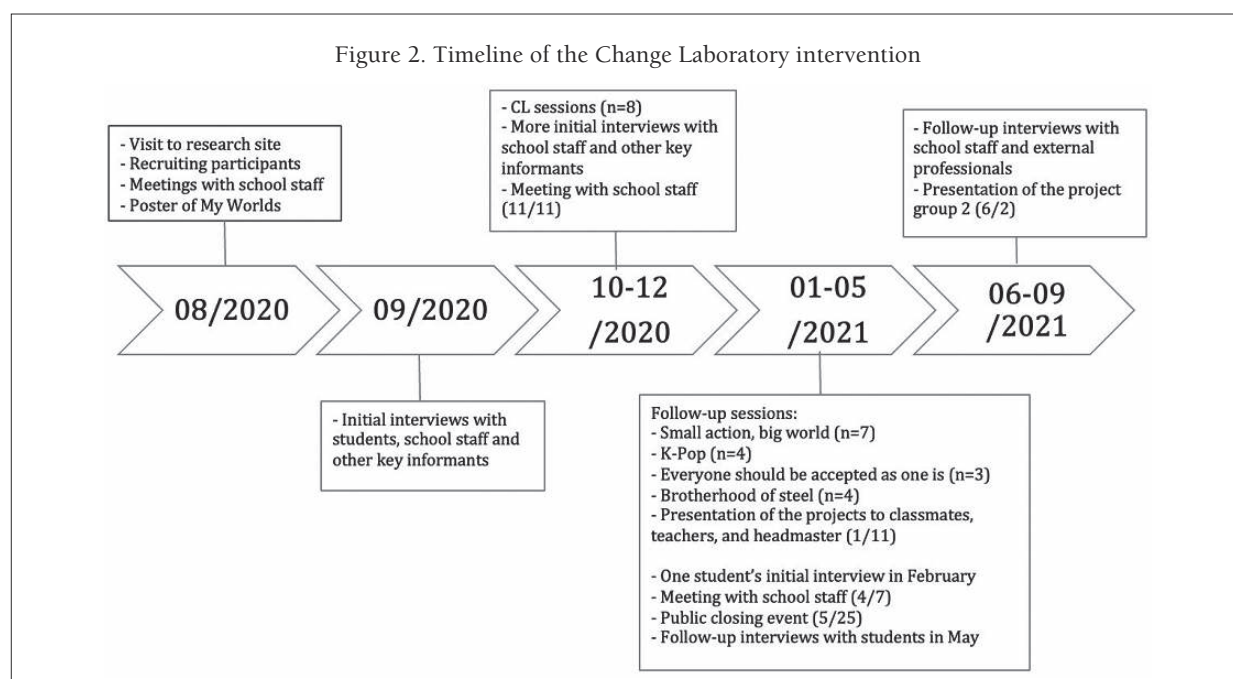 Figure 2. Timeline of the Change Laboratory intervention
- Visit to research site
- Recruiting participants
- Meetings with school staff
- Poster of My Worlds
- CL sessions (n=8)
- More initial interviews with
school staff and other key
informants
- Meeting with school staff
(11/11)
- Follow-up interviews with
school staff and external
professionals
- Presentation of the project
group 2 (6/2)
08/2020
09/2020
10-12
/2020
01-05
/2021
06-09
/2021
- Initial interviews with
students, school staff and
other key informants
Follow-up sessions:
- Small action, big world (n=7)
- K-Pop (n=4)
- Everyone should be accepted as one is (n=3)
- Brotherhood of steel (n=4)
- Presentation of the projects to classmates,
teachers, and headmaster (1/11)
- One student's initial interview in February
- Meeting with school staff (4/7)
- Public closing event (5/25)
- Follow-up interviews with students in May